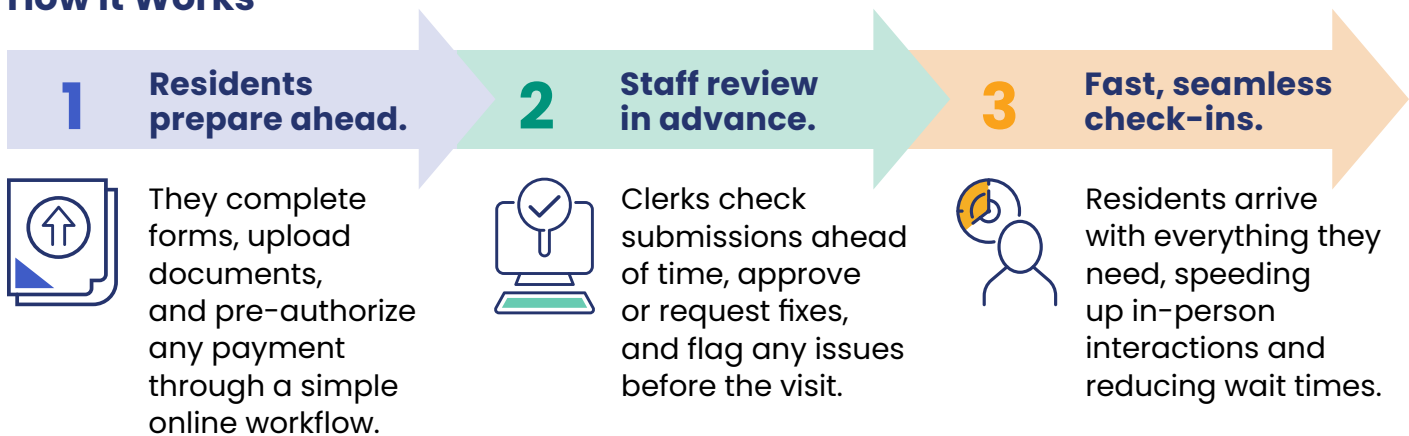 How it Works
1
Residents
prepare ahead.
They complete
forms, upload
documents,
and pre-authorize
any payment
through a simple
online workflow.
2
Staff review
in advance.
Clerks check
submissions ahead
of time, approve
or request fixes,
and flag any issues
before the visit.
3
Fast, seamless
check-ins.
Residents arrive
with everything they
need, speeding
up in-person
interactions and
reducing wait times.